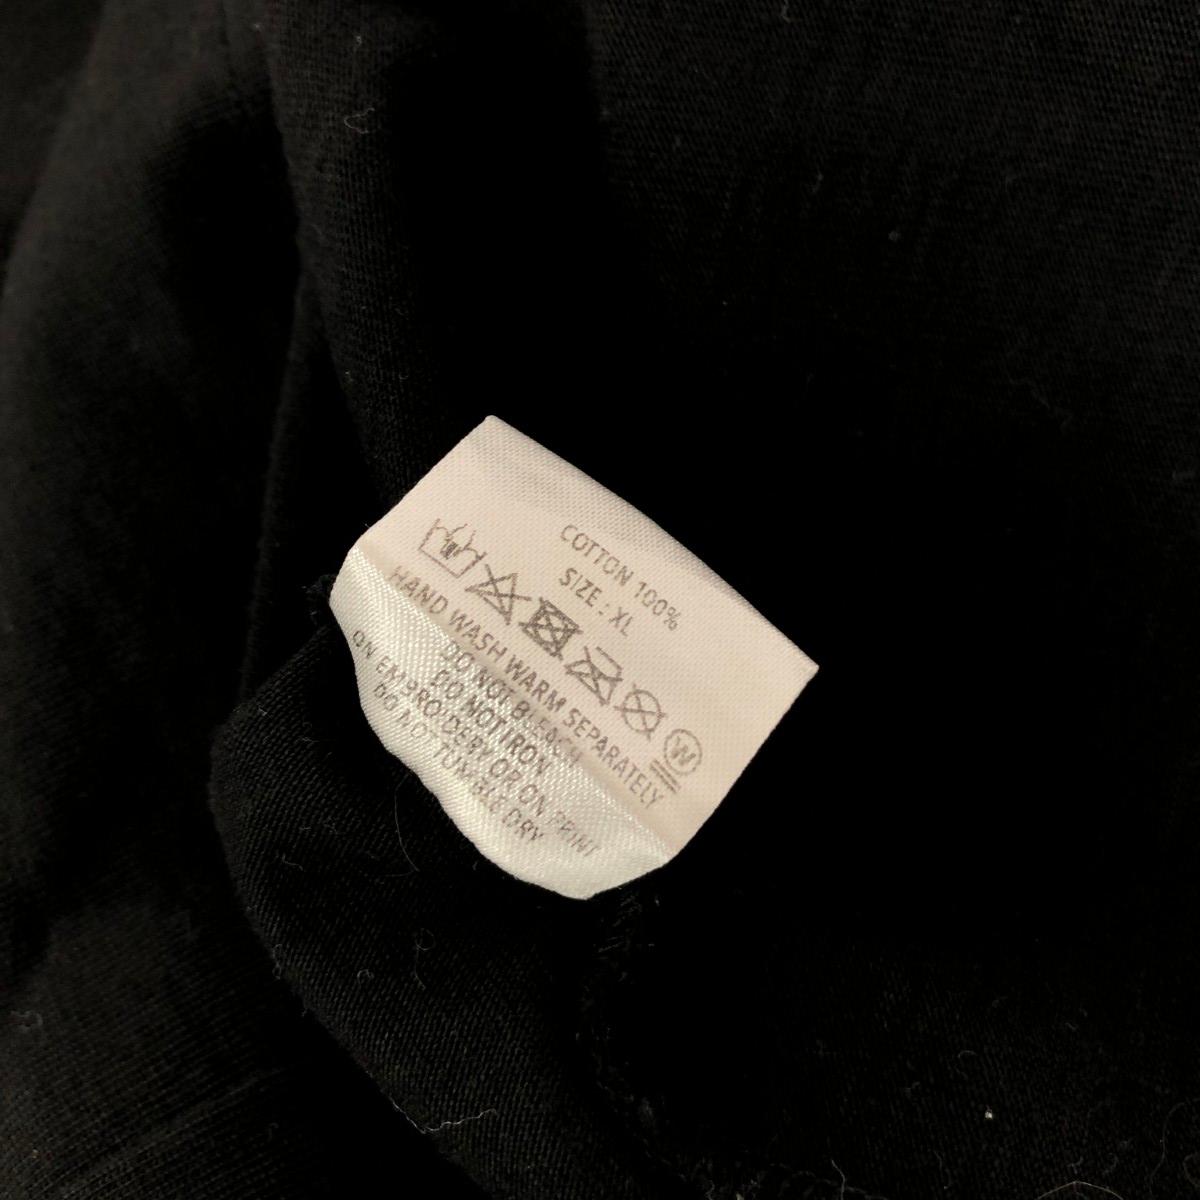 COTTON 100%
SIZE : XL
W
HAND WASH WARM SEPARATELY
DO NOT BLEACH
DO NOT IRON
ON EMBROIDERY OR ON PRINT
DO NOT TUMBLE DRY